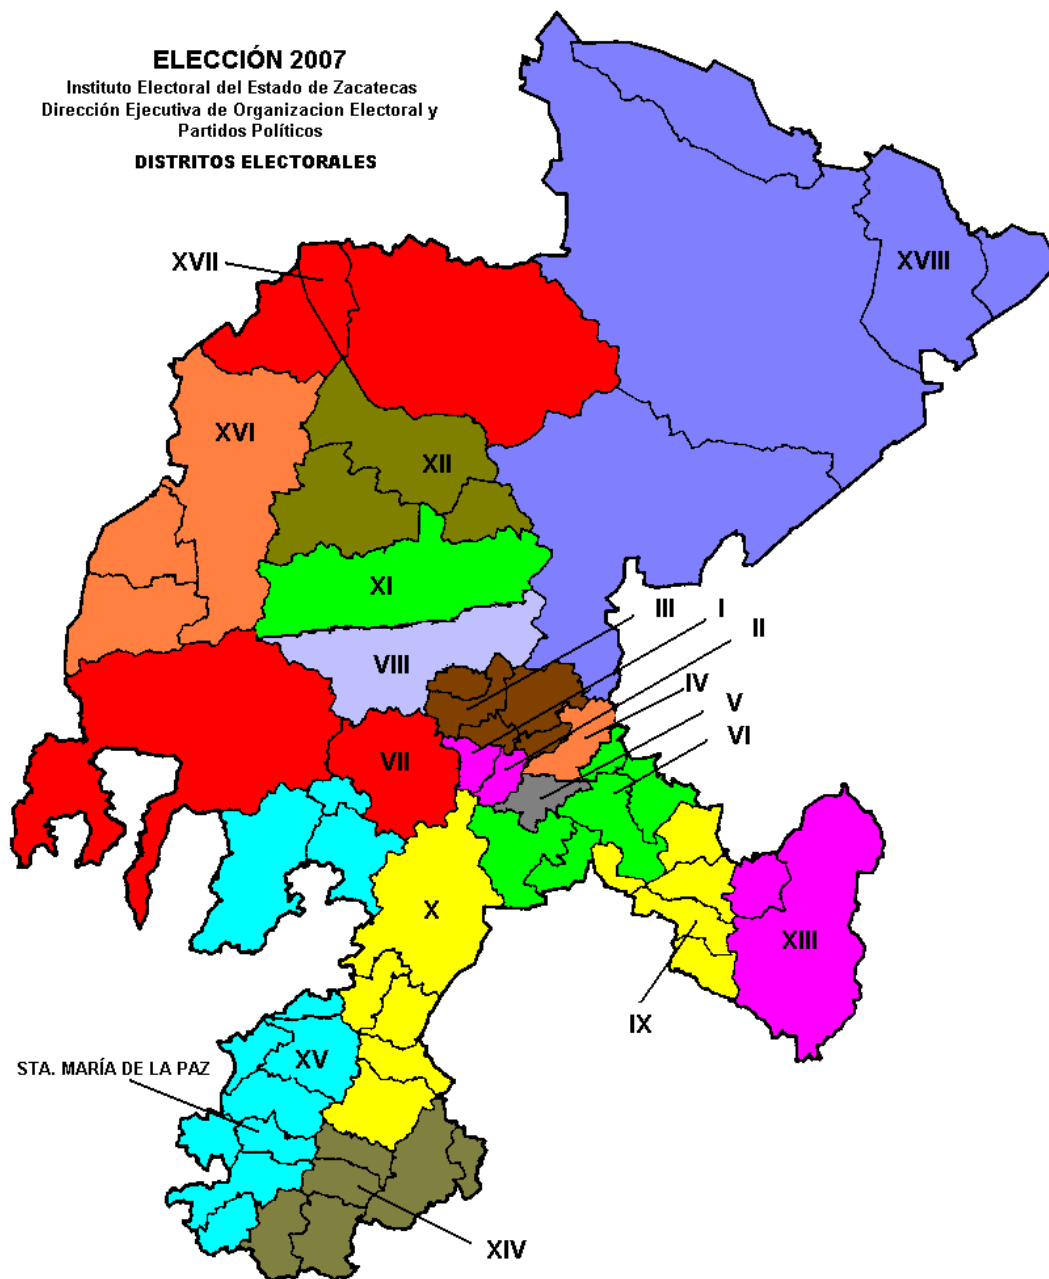 ELECCIÓN 2007
Instituto Electoral del Estado de Zacatecas
Dirección Ejecutiva de Organizacion Electoral y
Partidos Políticos
DISTRITOS ELECTORALES
XVII
XVIII
XVI
XII
XI
III
I
II
VIII
IV
V
VI
VII
X
XIII
IX
XV
STA. MARÍA DE LA PAZ
XIV